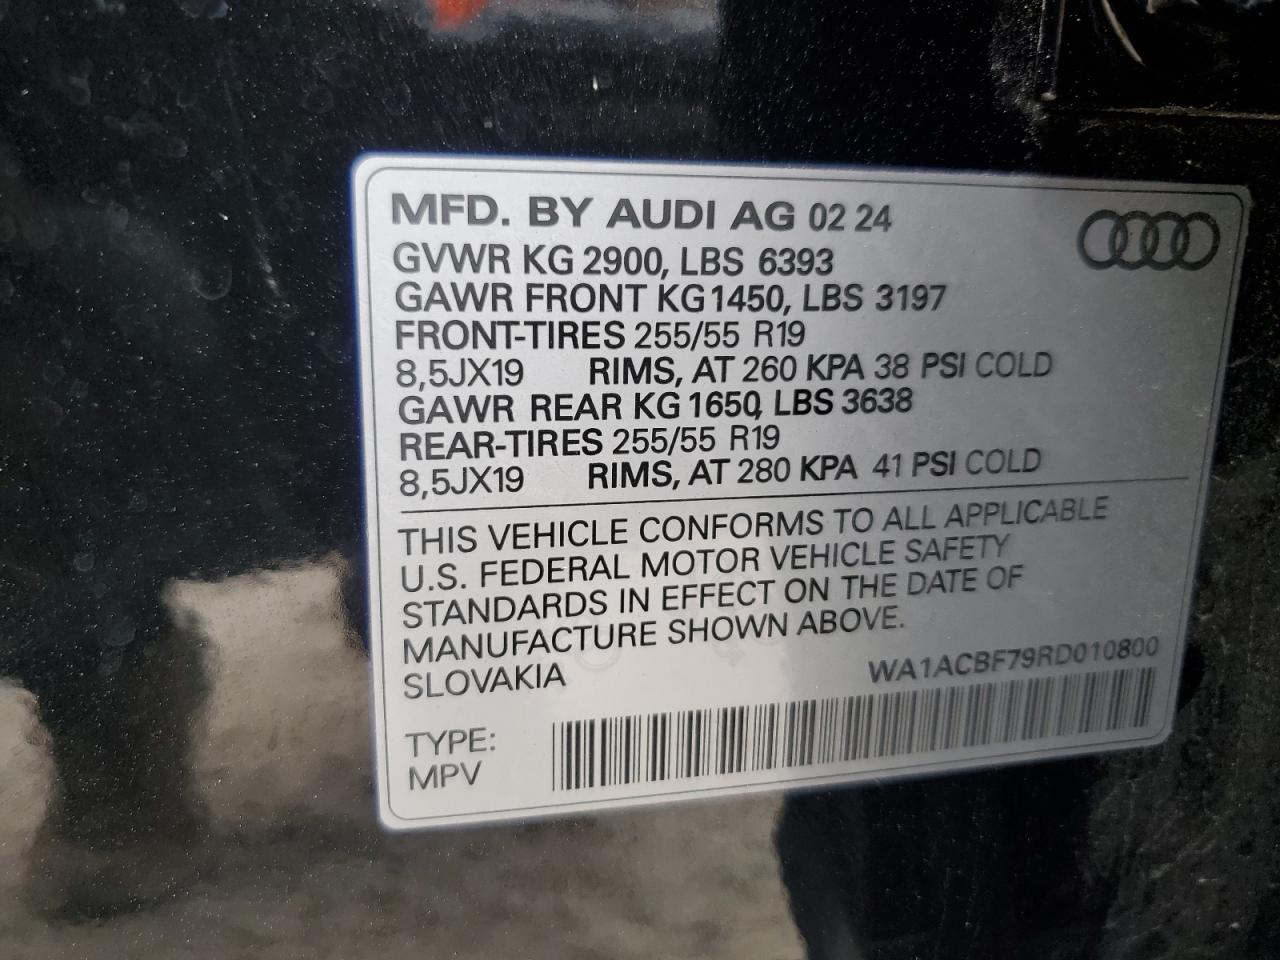 MFD. BY AUDI AG 02 24
GVWR KG 2900, LBS 6393
GAWR FRONT KG 1450, LBS 3197
FRONT-TIRES 255/55 R19
8,5JX19 RIMS, AT 260 KPA 38 PSI COLD
GAWR REAR KG 1650, LBS 3638
REAR-TIRES 255/55 R19
8,5JX19 RIMS, AT 280 KPA 41 PSI COLD
THIS VEHICLE CONFORMS TO ALL APPLICABLE
U.S. FEDERAL MOTOR VEHICLE SAFETY
STANDARDS IN EFFECT ON THE DATE OF
MANUFACTURE SHOWN ABOVE.
SLOVAKIA WA1ACBF79RD010800
TYPE:
MPV